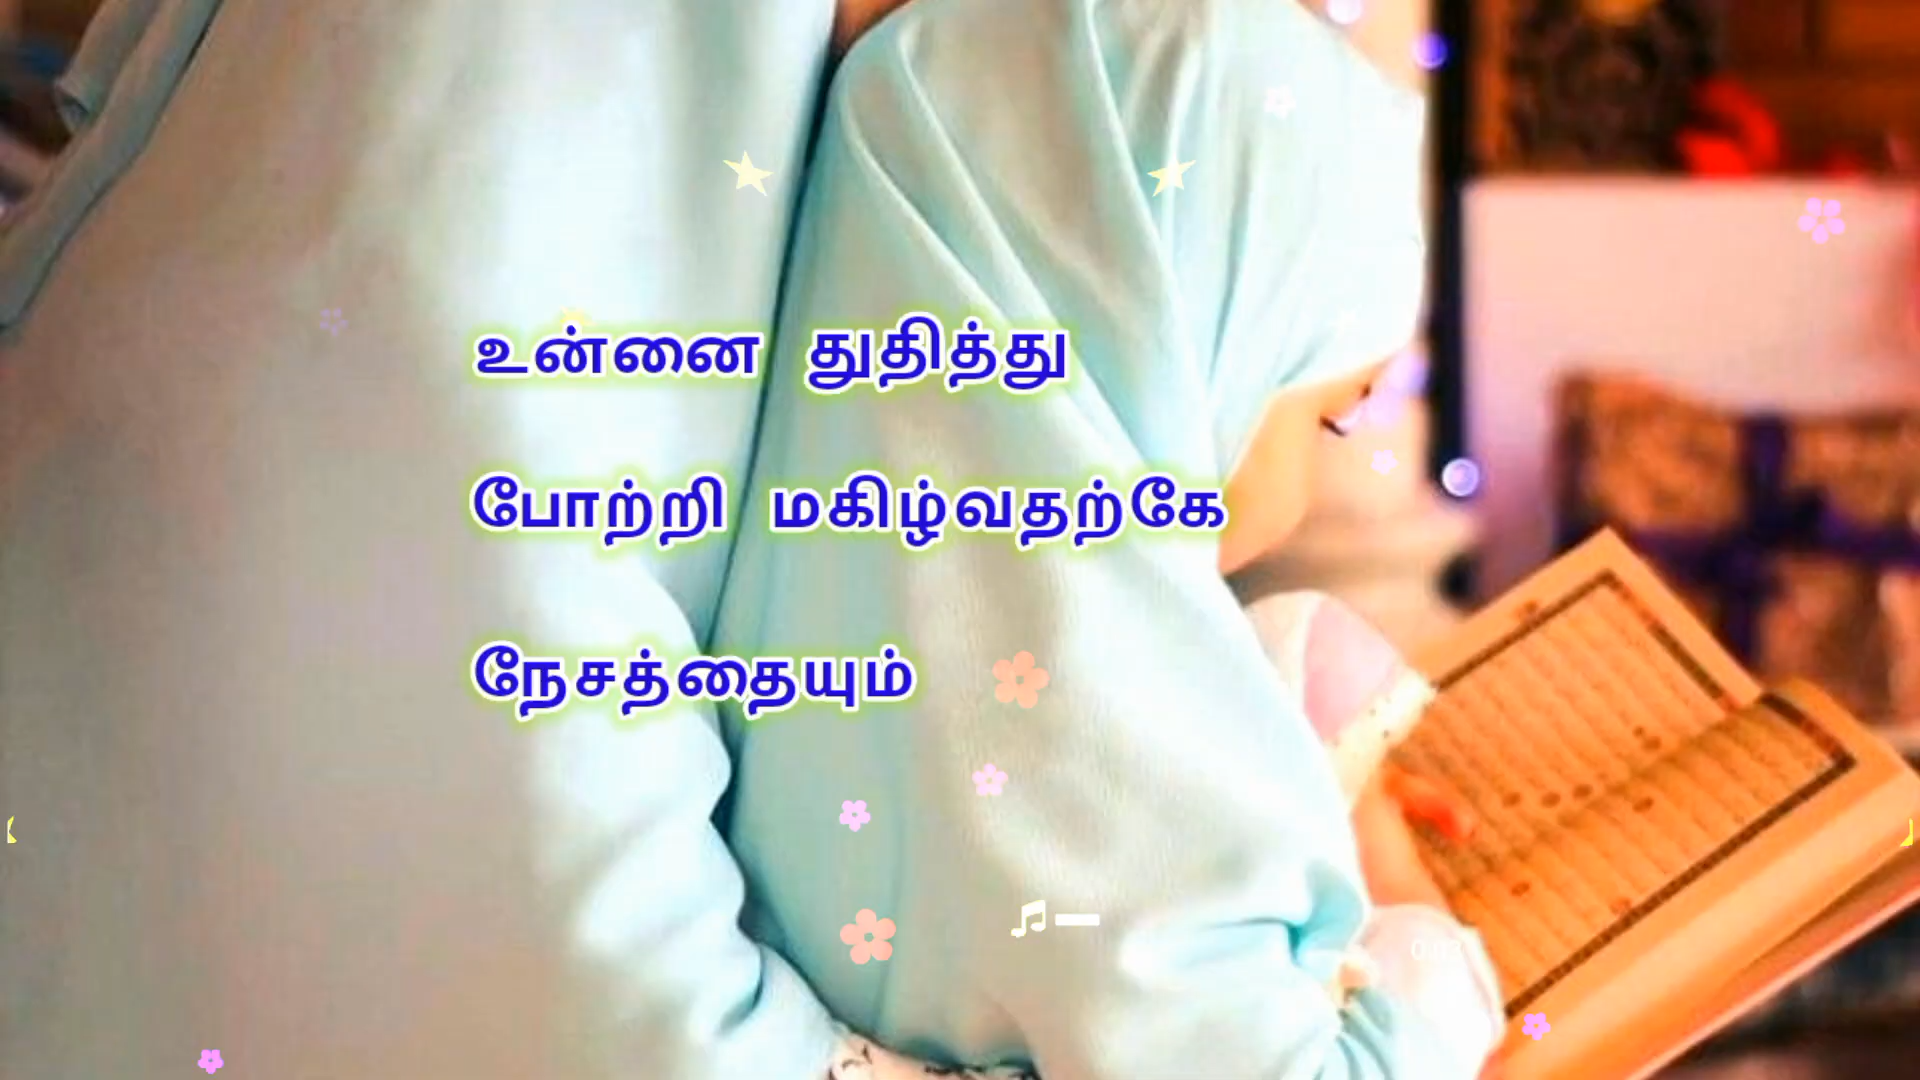 உன்னை துதித்து
போற்றி மகிழ்வதற்கே
நேசத்தையும்